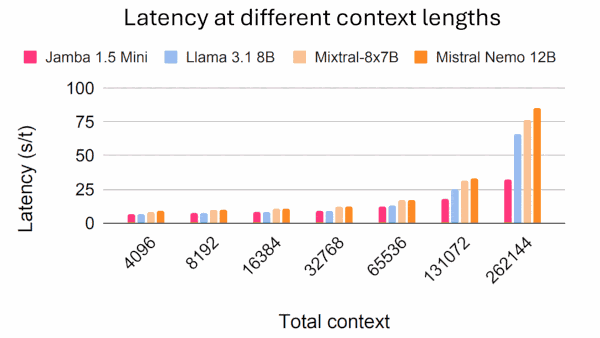 Latency at different context lengths
Jamba 1.5 Mini Llama 3.1 8B Mixtral-8x7B Mistral Nemo 12B
100
75
50
25
0
Latency (s/t)
4096 8192 16384 32768 65536 131072 262144
Total context